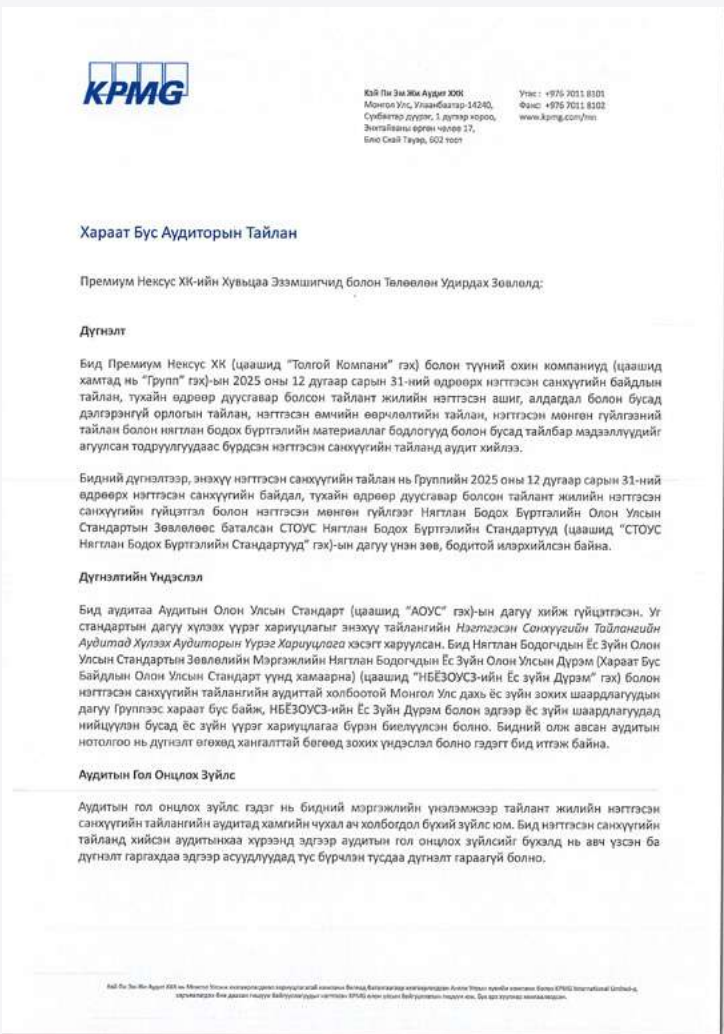 KPMG
Кэй Пи Эм Жи Аудит ХХК
Монгол Улс, Улаанбаатар-14240,
Сүхбаатар дүүрэг, 1 дүгээр хороо,
Энхтайваны өргөн чөлөө 17,
Блю Скай Тауэр, 602 тоот
Утас : +976 7011 8101
Факс: +976 7011 8102
www.kpmg.com/mn
Хараат Бус Аудиторын Тайлан
Премиум Нексус ХК-ийн Хувьцаа Эзэмшигчид болон Төлөөлөн Удирдах Зөвлөлд:
Дүгнэлт
Бид Премиум Нексус ХК (цаашид “Толгой Компани” гэх) болон түүний охин компаниуд (цаашид
хамтад нь “Групп” гэх)-ын 2025 оны 12 дугаар сарын 31-ний өдрөөрх нэгтгэсэн санхүүгийн байдлын
тайлан, тухайн өдрөөр дуусгавар болсон тайлант жилийн нэгтгэсэн ашиг, алдагдал болон бусад
дэлгэрэнгүй орлогын тайлан, нэгтгэсэн өмчийн өөрчлөлтийн тайлан, нэгтгэсэн мөнгөн гүйлгээний
тайлан болон нягтлан бодох бүртгэлийн материаллаг бодлогууд болон бусад тайлбар мэдээллүүдийг
агуулсан тодруулгуудаас бүрдсэн нэгтгэсэн санхүүгийн тайланд аудит хийлээ.
Бидний дүгнэлтээр, энэхүү нэгтгэсэн санхүүгийн тайлан нь Группийн 2025 оны 12 дугаар сарын 31-ний
өдрөөрх нэгтгэсэн санхүүгийн байдал, тухайн өдрөөр дуусгавар болсон тайлант жилийн нэгтгэсэн
санхүүгийн гүйцэтгэл болон нэгтгэсэн мөнгөн гүйлгээг Нягтлан Бодох Бүртгэлийн Олон Улсын
Стандартын Зөвлөлөөс баталсан СТОУС Нягтлан Бодох Бүртгэлийн Стандартууд (цаашид “СТОУС
Нягтлан Бодох Бүртгэлийн Стандартууд” гэх)-ын дагуу үнэн зөв, бодитой илэрхийлсэн байна.
Дүгнэлтийн Үндэслэл
Бид аудитаа Аудитын Олон Улсын Стандарт (цаашид “АОУС” гэх)-ын дагуу хийж гүйцэтгэсэн. Уг
стандартын дагуу хүлээх үүрэг хариуцлагыг энэхүү тайлангийн Нэгтгэсэн Санхүүгийн Тайлангийн
Аудитад Хүлээх Аудиторын Үүрэг Хариуцлага хэсэгт харуулсан. Бид Нягтлан Бодогчдын Ёс Зүйн Олон
Улсын Стандартын Зөвлөлийн Мэргэжлийн Нягтлан Бодогчдын Ёс Зүйн Олон Улсын Дүрэм (Хараат Бус
Байдлын Олон Улсын Стандарт үүнд хамаарна) (цаашид “НБЁЗОУСЗ-ийн Ёс зүйн Дүрэм” гэх) болон
нэгтгэсэн санхүүгийн тайлангийн аудиттай холбоотой Монгол Улс дахь ёс зүйн зохих шаардлагуудын
дагуу Группээс хараат бус байж, НБЁЗОУСЗ-ийн Ёс Зүйн Дүрэм болон эдгээр ёс зүйн шаардлагуудад
нийцүүлэн бусад ёс зүйн үүрэг хариуцлагаа бүрэн биелүүлсэн болно. Бидний олж авсан аудитын
нотолгоо нь дүгнэлт өгөхөд хангалттай бөгөөд зохих үндэслэл болно гэдэгт бид итгэж байна.
Аудитын Гол Онцлох Зүйлс
Аудитын гол онцлох зүйлс гэдэг нь бидний мэргэжлийн үнэлэмжээр тайлант жилийн нэгтгэсэн
санхүүгийн тайлангийн аудитад хамгийн чухал ач холбогдол бүхий зүйлс юм. Бид нэгтгэсэн санхүүгийн
тайланд хийсэн аудитынхаа хүрээнд эдгээр аудитын гол онцлох зүйлсийг бүхэлд нь авч үзсэн ба
дүгнэлт гаргахдаа эдгээр асуудлуудад тус бүрчлэн тусдаа дүгнэлт гараагүй болно.